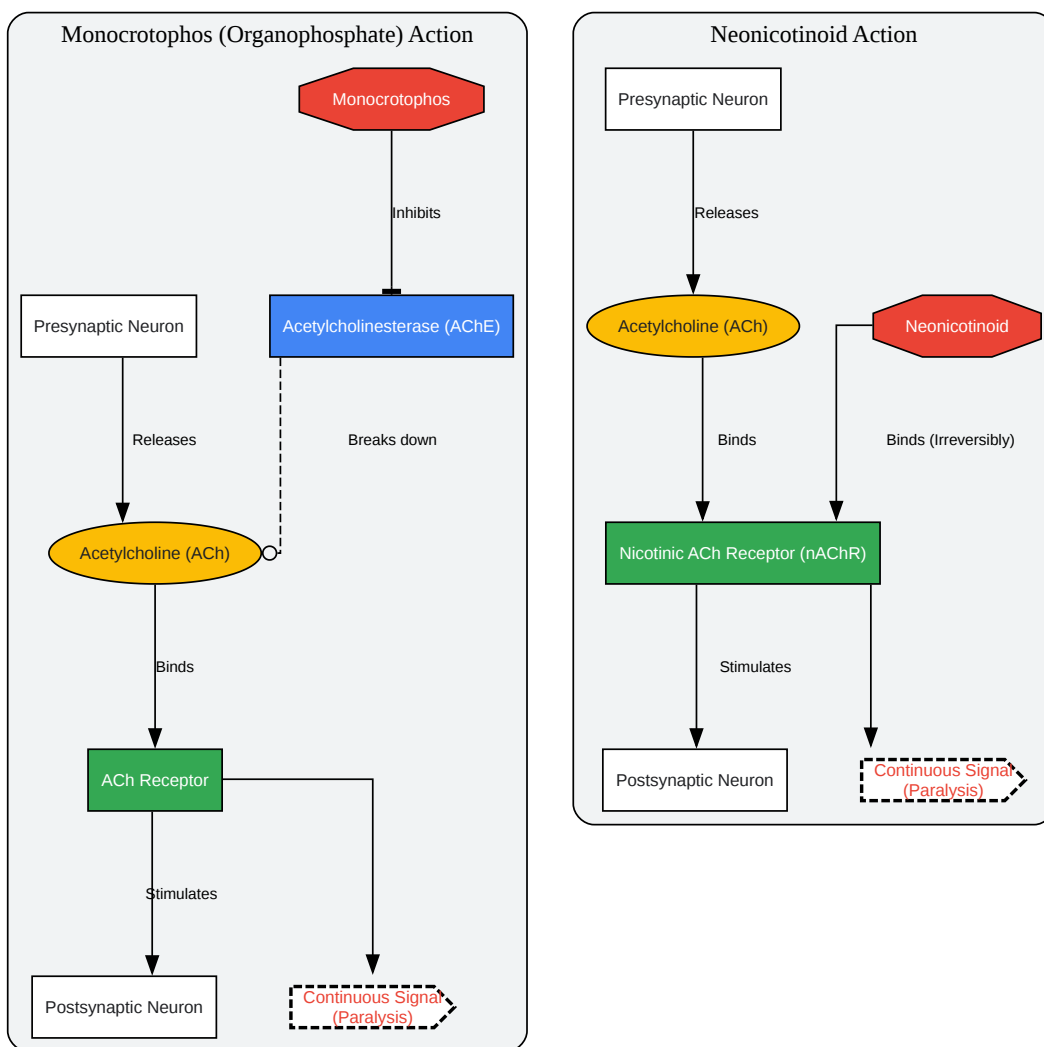 Monocrotophos (Organophosphate) Action
Monocrotophos
Inhibits
Presynaptic Neuron
Acetylcholinesterase (AChE)
Releases
Breaks down
Acetylcholine (ACh)
Binds
ACh Receptor
Stimulates
Postsynaptic Neuron
Continuous Signal
(Paralysis)
Neonicotinoid Action
Presynaptic Neuron
Releases
Acetylcholine (ACh)
Neonicotinoid
Binds
Binds (Irreversibly)
Nicotinic ACh Receptor (nAChR)
Stimulates
Postsynaptic Neuron
Continuous Signal
(Paralysis)